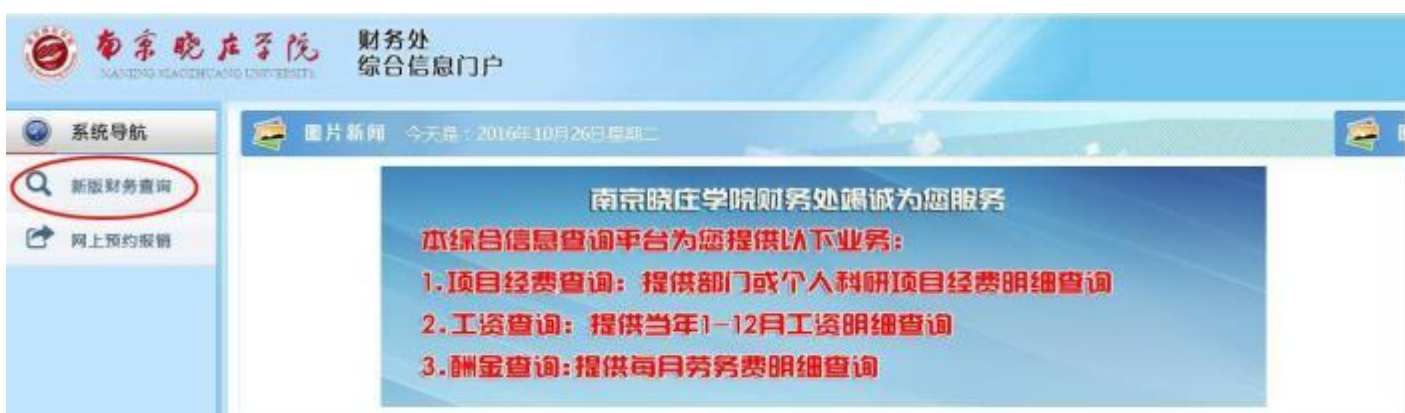 南京晓庄学院
NANJING XIAOZHUANG UNIVERSITY
财务处
综合信息门户
系统导航
新版财务查询
网上预约报销
图片新闻 今天是：2016年10月26日星期二
南京晓庄学院财务处竭诚为您服务
本综合信息查询平台为您提供以下业务：
1.项目经费查询：提供部门或个人科研项目经费明细查询
2.工资查询：提供当年1-12月工资明细查询
3.酬金查询:提供每月劳务费明细查询